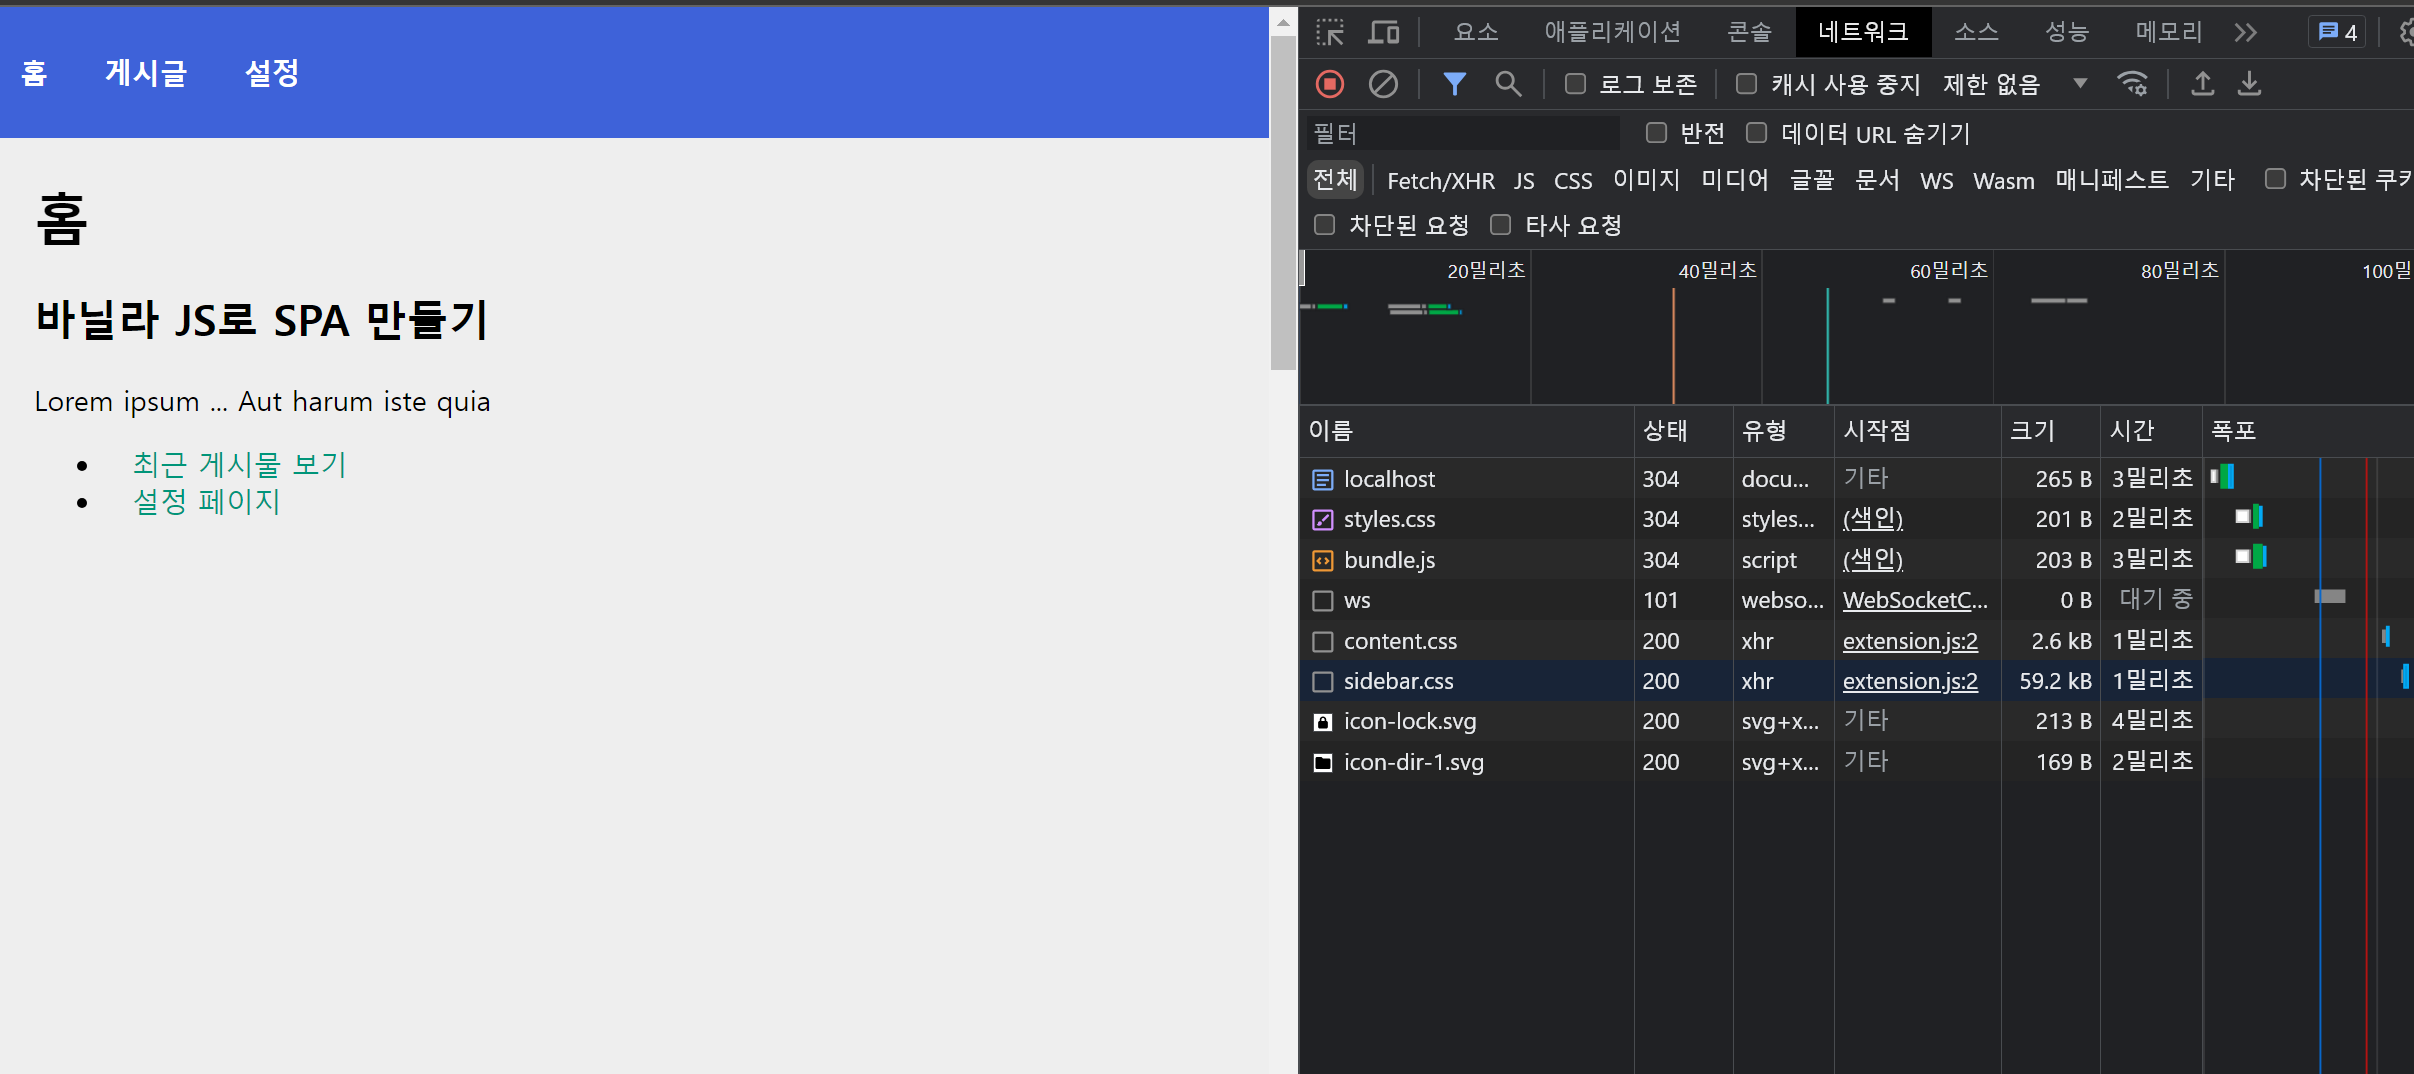 홈 게시글 설정
홈
바닐라 JS로 SPA 만들기
Lorem ipsum ... Aut harum iste quia
최근 게시물 보기
설정 페이지
요소 애플리케이션 콘솔 네트워크 소스 성능 메모리 4
로그 보존 캐시 사용 중지 제한 없음
필터 반전 데이터 URL 숨기기
전체 Fetch/XHR JS CSS 이미지 미디어 글꼴 문서 WS Wasm 매니페스트 기타 차단된 쿠키
차단된 요청 타사 요청
20밀리초 40밀리초 60밀리초 80밀리초 100밀
이름 상태 유형 시작점 크기 시간 폭포
localhost 304 docu... 기타 265 B 3밀리초
styles.css 304 styles... (색인) 201 B 2밀리초
bundle.js 304 script (색인) 203 B 3밀리초
ws 101 webso... WebSocketC... 0 B 대기 중
content.css 200 xhr extension.js:2 2.6 kB 1밀리초
sidebar.css 200 xhr extension.js:2 59.2 kB 1밀리초
icon-lock.svg 200 svg+x... 기타 213 B 4밀리초
icon-dir-1.svg 200 svg+x... 기타 169 B 2밀리초